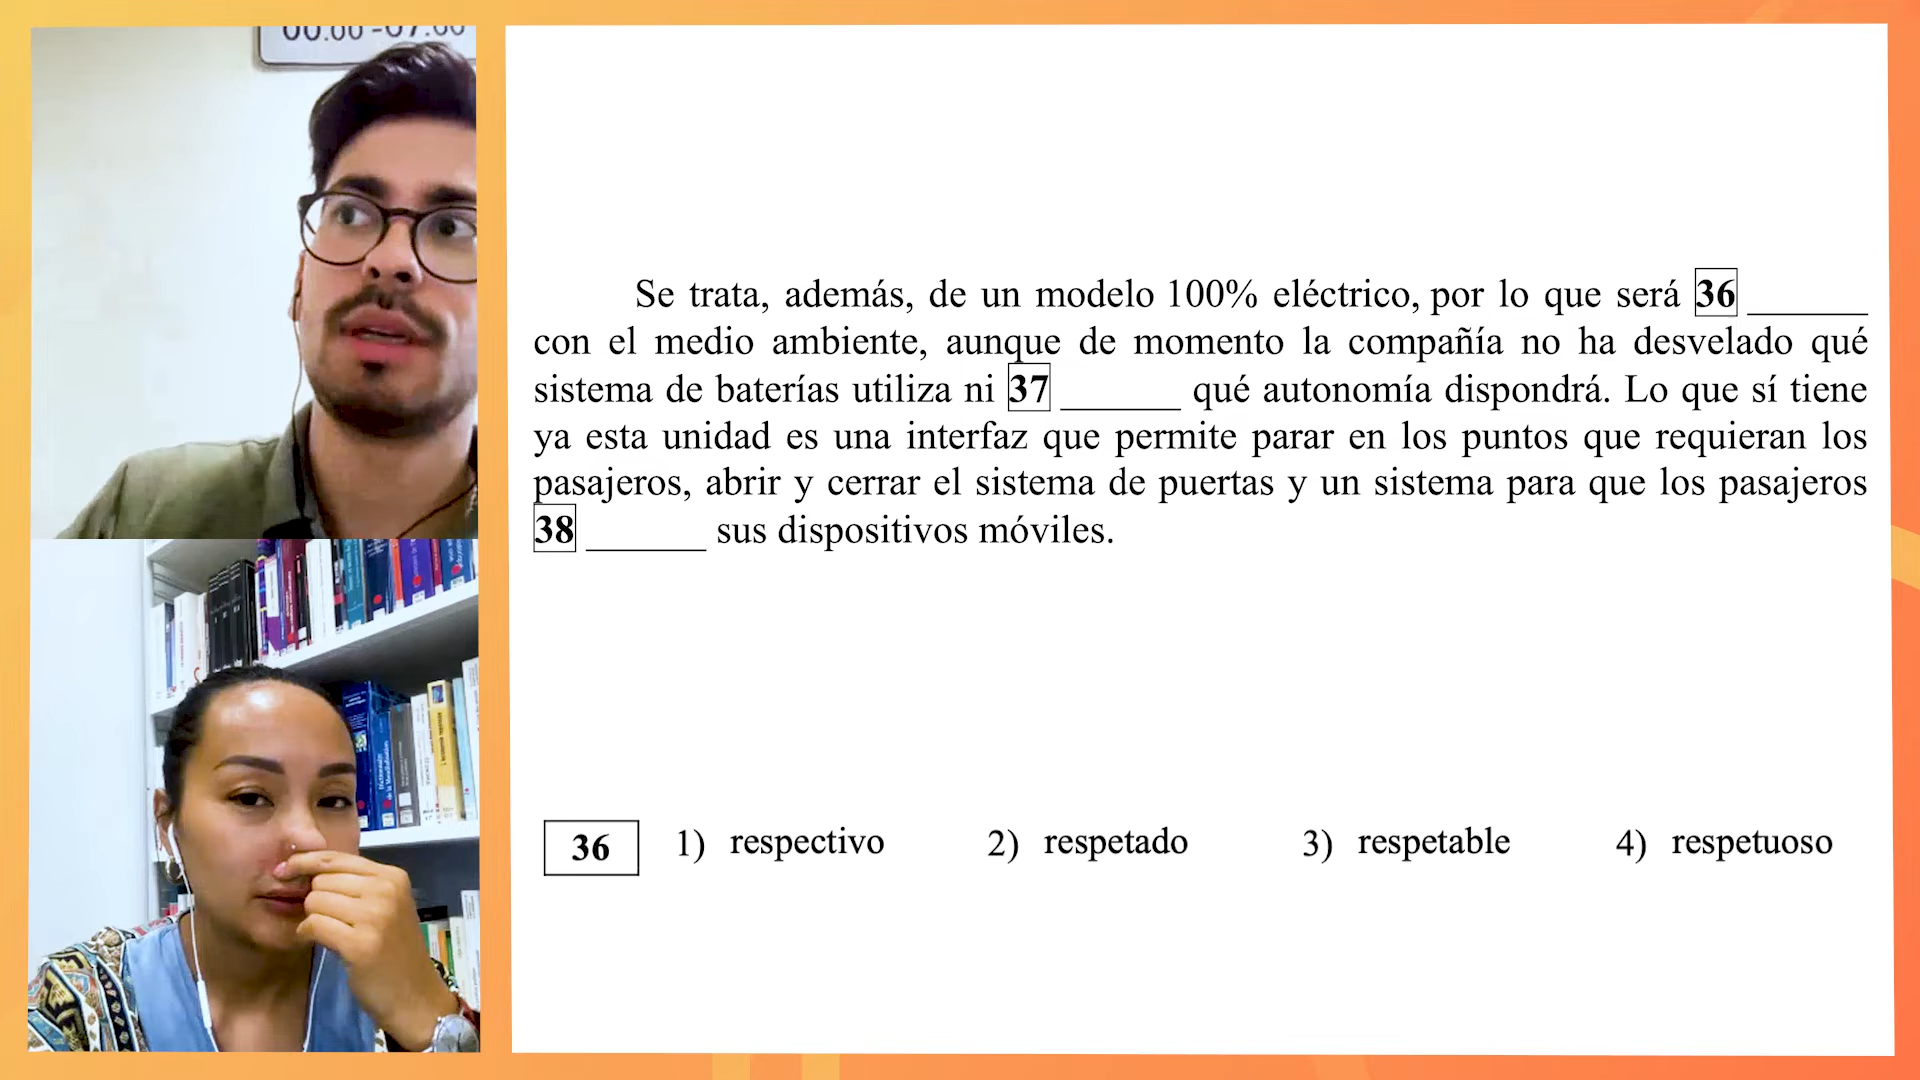 Se trata, además, de un modelo 100% eléctrico, por lo que será 36 ______
con el medio ambiente, aunque de momento la compañía no ha desvelado qué
sistema de baterías utiliza ni 37 ______ qué autonomía dispondrá. Lo que sí tiene
ya esta unidad es una interfaz que permite parar en los puntos que requieran los
pasajeros, abrir y cerrar el sistema de puertas y un sistema para que los pasajeros
38 ______ sus dispositivos móviles.
36 1) respectivo 2) respetado 3) respetable 4) respetuoso